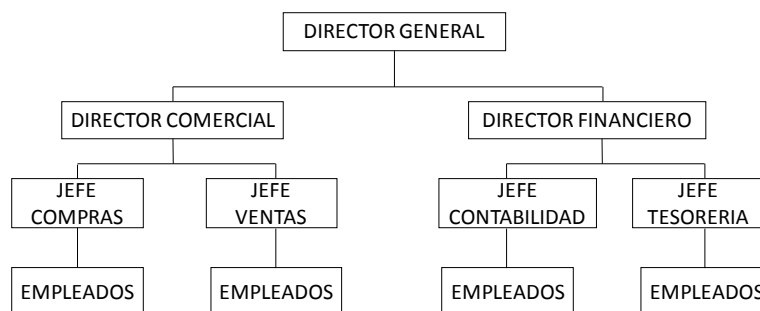 DIRECTOR GENERAL
DIRECTOR COMERCIAL
DIRECTOR FINANCIERO
JEFE
COMPRAS
JEFE
VENTAS
JEFE
CONTABILIDAD
JEFE
TESORERIA
EMPLEADOS
EMPLEADOS
EMPLEADOS
EMPLEADOS